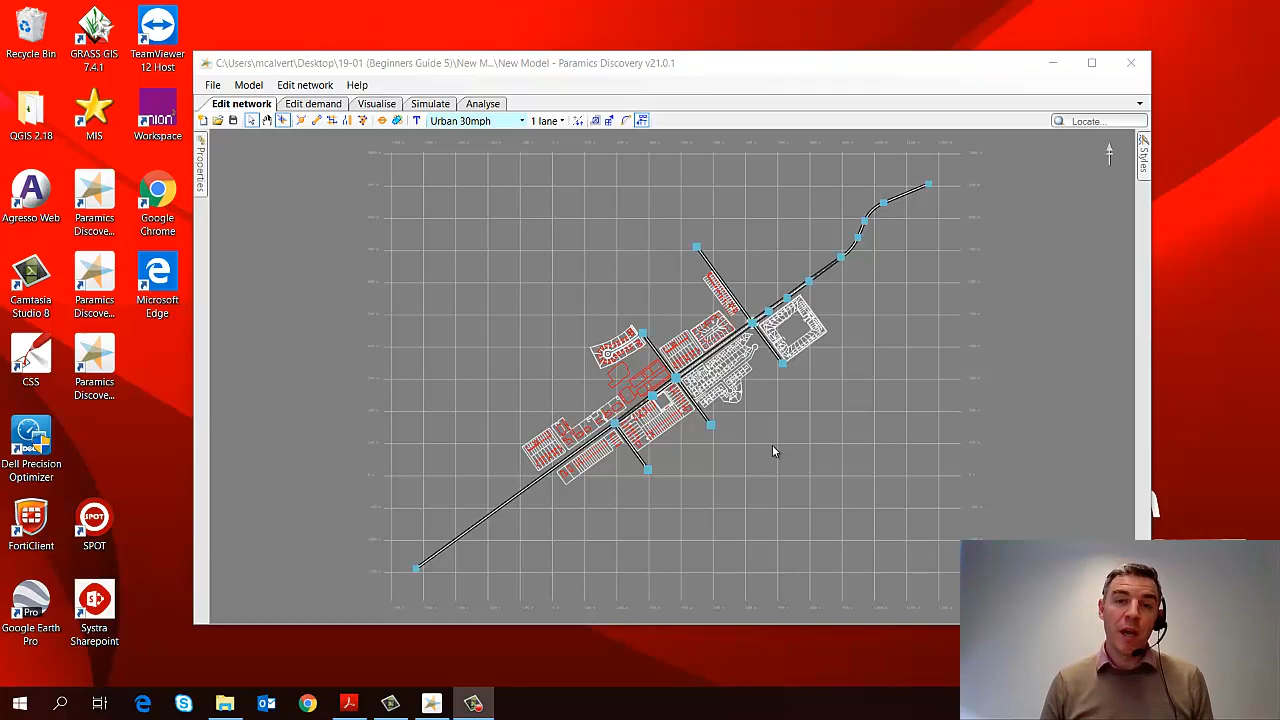 Recycle Bin
GRASS GIS
7.4.1
TeamViewer
12 Host
QGIS 2.18
MIS
Workspace
Agresso Web
Paramics
Discove...
Google
Chrome
Camtasia
Studio 8
Paramics
Discove...
Microsoft
Edge
CSS
Paramics
Discove...
Dell Precision
Optimizer
FortiClient
SPOT
SPOT
Google Earth
Pro
Pro
Systra
Sharepoint
C:\Users\mcalvert\Desktop\19-01 (Beginners Guide 5)\New M...\New Model - Paramics Discovery v21.0.1
File Model Edit network Help
Edit network Edit demand Visualise Simulate Analyse
Urban 30mph 1 lane Locate...
Properties
Styles